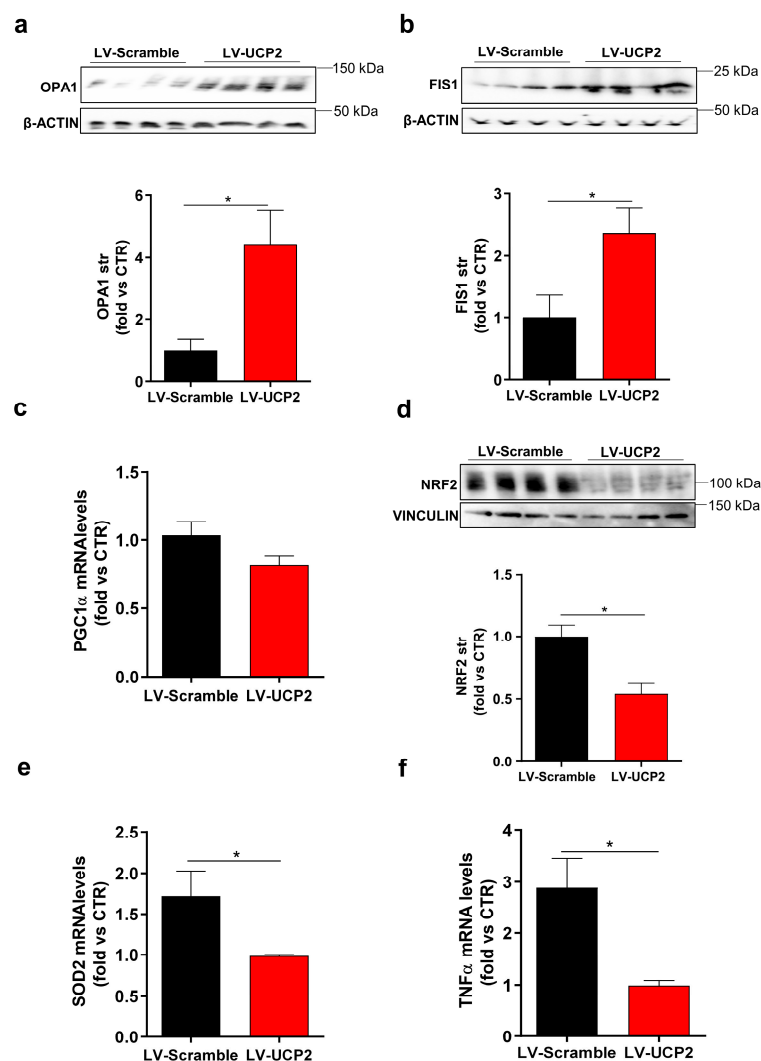 a
LV-Scramble LV-UCP2
150 kDa
OPA1
50 kDa
β-ACTIN
6
4
2
0
OPA1 str
(fold vs CTR)
*
LV-Scramble LV-UCP2
b
LV-Scramble LV-UCP2
25 kDa
FIS1
50 kDa
β-ACTIN
3
2
1
0
FIS1 str
(fold vs CTR)
*
LV-Scramble LV-UCP2
c
1.5
1.0
0.5
0.0
PGC1α mRNAlevels
(fold vs CTR)
LV-Scramble LV-UCP2
d
LV-Scramble LV-UCP2
NRF2
100 kDa
150 kDa
VINCULIN
1.5
1.0
0.5
0.0
NRF2 str
(fold vs CTR)
*
LV-Scramble LV-UCP2
e
2.5
2.0
1.5
1.0
0.5
0.0
SOD2 mRNAlevels
(fold vs CTR)
*
LV-Scramble LV-UCP2
f
4
3
2
1
0
TNFα mRNA levels
(fold vs CTR)
*
LV-Scramble LV-UCP2